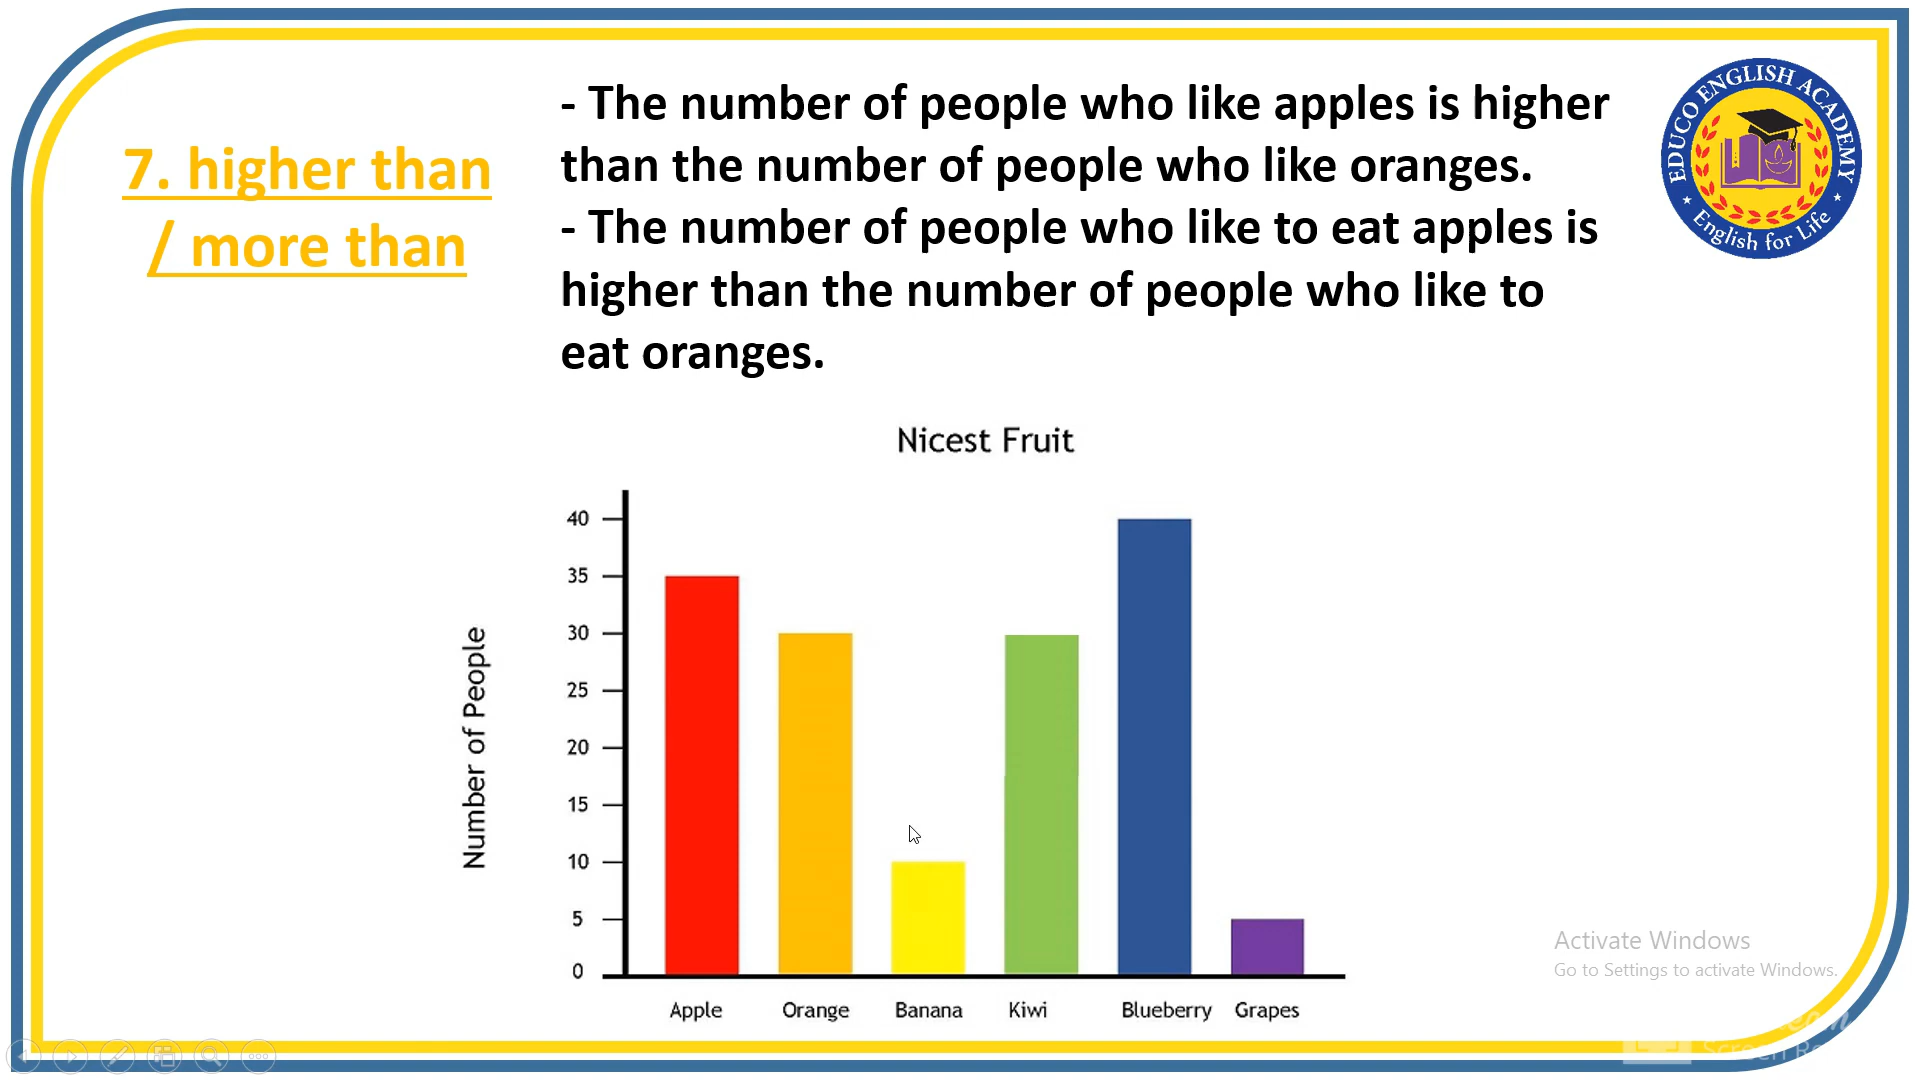 7. higher than
/ more than
- The number of people who like apples is higher
than the number of people who like oranges.
- The number of people who like to eat apples is
higher than the number of people who like to
eat oranges.
EDUCO ENGLISH ACADEMY
English for Life
Nicest Fruit
Number of People
40
35
30
25
20
15
10
5
0
Apple Orange Banana Kiwi Blueberry Grapes
Activate Windows
Go to Settings to activate Windows.
Screen